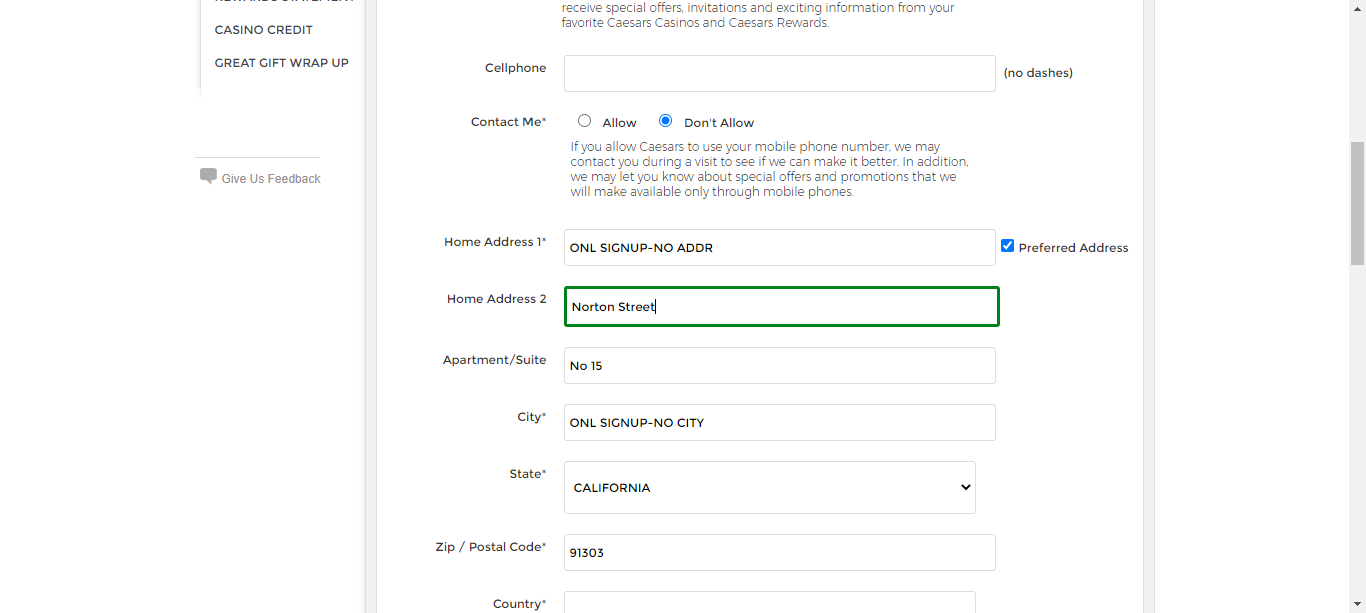 CASINO CREDIT
GREAT GIFT WRAP UP
Give Us Feedback
receive special offers, invitations and exciting information from your
favorite Caesars Casinos and Caesars Rewards.
Cellphone
(no dashes)
Contact Me*
Allow
Don't Allow
If you allow Caesars to use your mobile phone number, we may
contact you during a visit to see if we can make it better. In addition,
we may let you know about special offers and promotions that we
will make available only through mobile phones.
Home Address 1*
ONL SIGNUP-NO ADDR
Preferred Address
Home Address 2
Norton Street
Apartment/Suite
No 15
City*
ONL SIGNUP-NO CITY
State*
CALIFORNIA
Zip / Postal Code*
91303
Country*